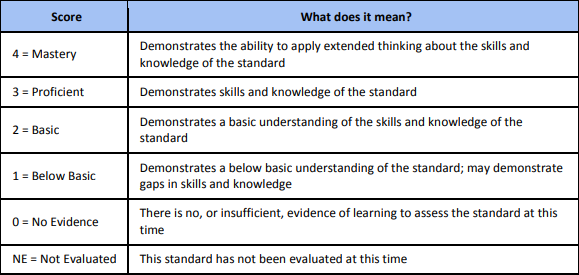 Score What does it mean?
4 = Mastery Demonstrates the ability to apply extended thinking about the skills and
knowledge of the standard
3 = Proficient Demonstrates skills and knowledge of the standard
2 = Basic Demonstrates a basic understanding of the skills and knowledge of the
standard
1 = Below Basic Demonstrates a below basic understanding of the standard; may demonstrate
gaps in skills and knowledge
0 = No Evidence There is no, or insufficient, evidence of learning to assess the standard at this
time
NE = Not Evaluated This standard has not been evaluated at this time